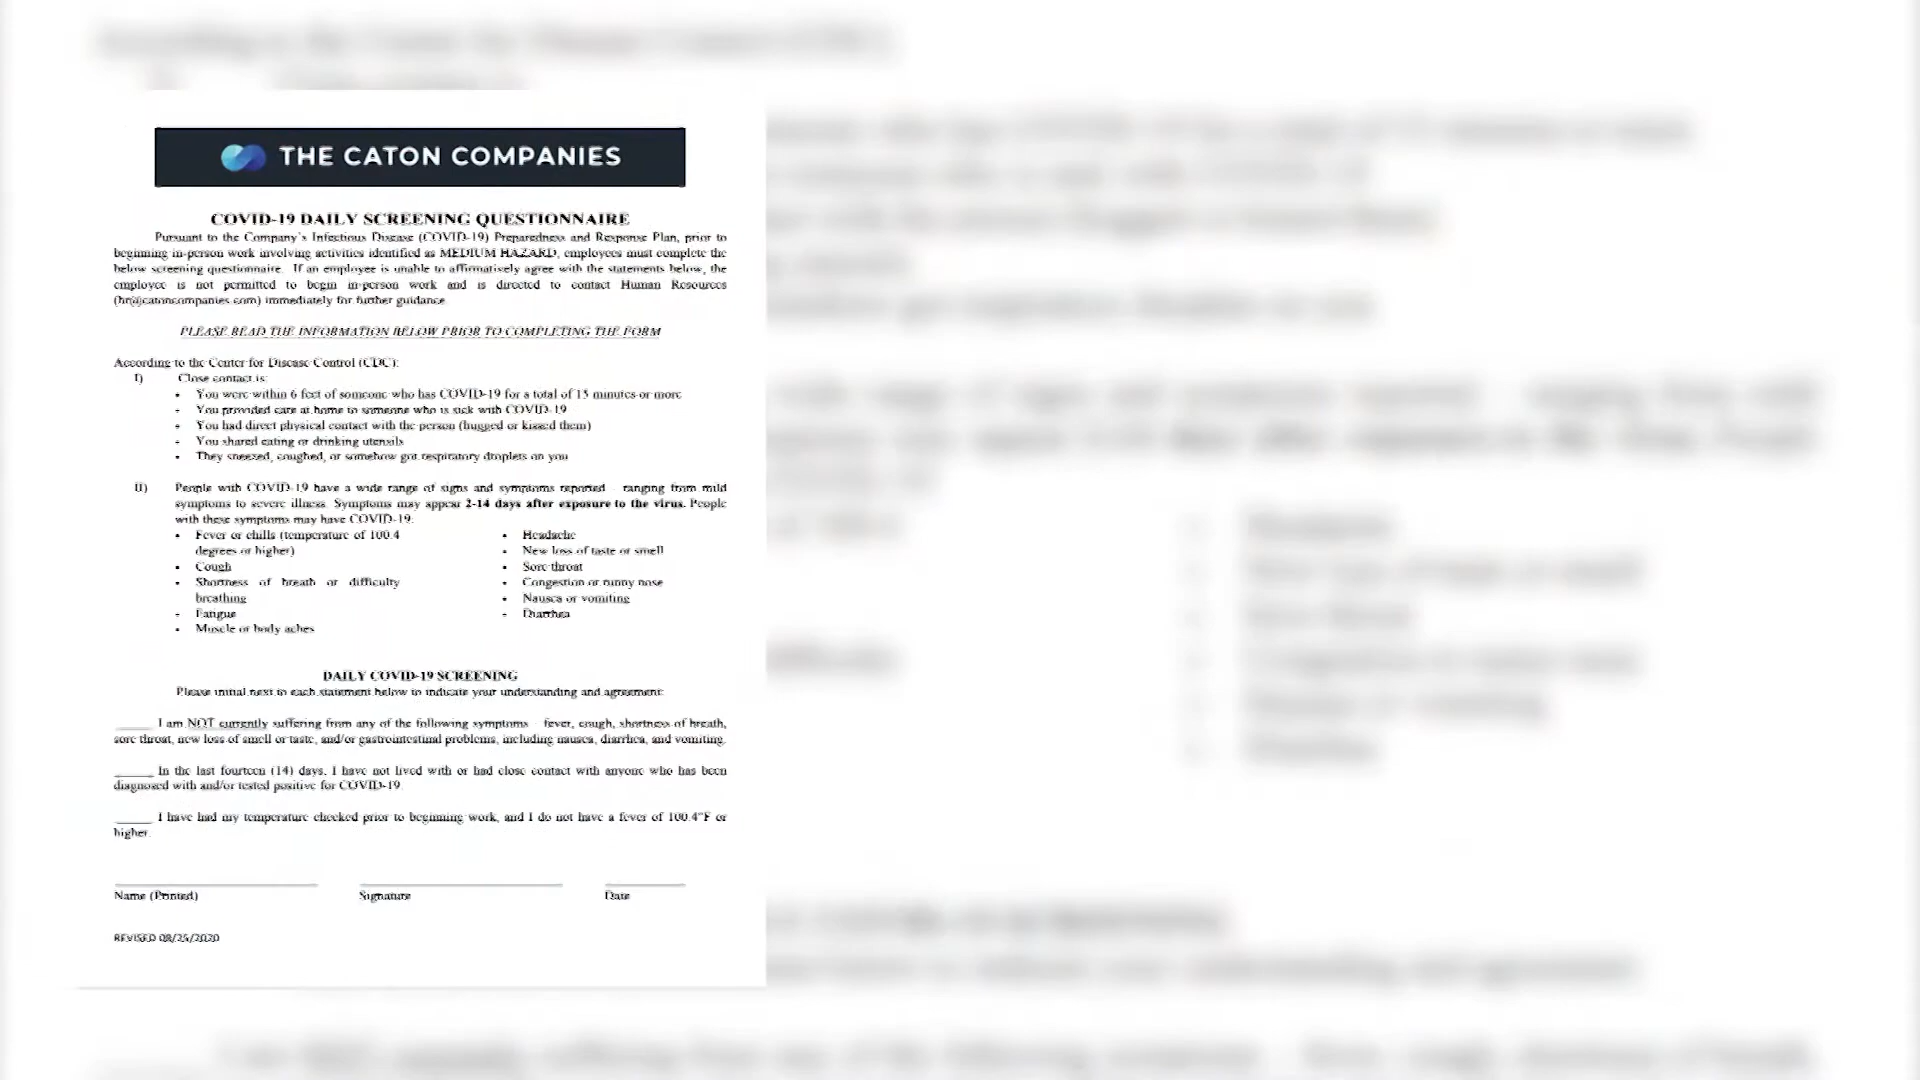 THE CATON COMPANIES
COVID-19 DAILY SCREENING QUESTIONNAIRE
Pursuant to the Company's Infectious Disease (COVID-19) Preparedness and Response Plan, prior to
beginning in-person work involving activities identified as MEDIUM HAZARD, employees must complete the
below screening questionnaire. If an employee is unable to affirmatively agree with the statements below, the
employee is not permitted to begin in-person work and is directed to contact Human Resources
(hr@catoncompanies.com) immediately for further guidance.
PLEASE READ THE INFORMATION BELOW PRIOR TO COMPLETING THE FORM
According to the Center for Disease Control (CDC):
I) Close contact is:
• You were within 6 feet of someone who has COVID-19 for a total of 15 minutes or more
• You provided care at home to someone who is sick with COVID-19
• You had direct physical contact with the person (hugged or kissed them)
• You shared eating or drinking utensils
• They sneezed, coughed, or somehow got respiratory droplets on you
II) People with COVID-19 have a wide range of signs and symptoms reported – ranging from mild
symptoms to severe illness. Symptoms may appear 2-14 days after exposure to the virus. People
with these symptoms may have COVID-19:
• Fever or chills (temperature of 100.4
degrees or higher)
• Cough
• Shortness of breath or difficulty
breathing
• Fatigue
• Muscle or body aches
• Headache
• New loss of taste or smell
• Sore throat
• Congestion or runny nose
• Nausea or vomiting
• Diarrhea
DAILY COVID-19 SCREENING
Please initial next to each statement below to indicate your understanding and agreement:
_____ I am NOT currently suffering from any of the following symptoms – fever, cough, shortness of breath,
sore throat, new loss of smell or taste, and/or gastrointestinal problems, including nausea, diarrhea, and vomiting.
_____ In the last fourteen (14) days, I have not lived with or had close contact with anyone who has been
diagnosed with and/or tested positive for COVID-19.
_____ I have had my temperature checked prior to beginning work, and I do not have a fever of 100.4°F or
higher.
Name (Printed) Signature Date
REVISED 08/25/2020